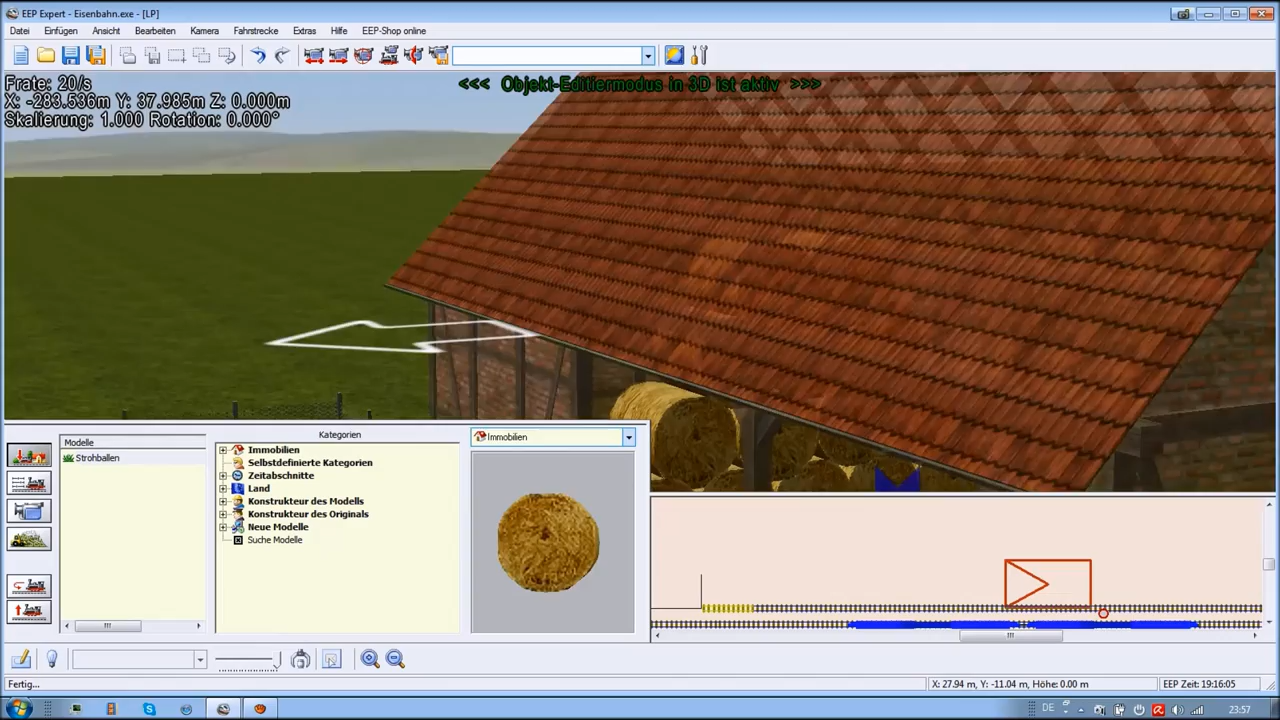 EEP Expert - Eisenbahn.exe - [LP]
Datei Einfügen Ansicht Bearbeiten Kamera Fahrstrecke Extras Hilfe EEP-Shop online
Frate: 20/s
X: -283.536m Y: 37.985m Z: 0.000m
Skalierung: 1.000 Rotation: 0.000°
<<< Objekt-Editiermodus in 3D ist aktiv >>>
Modelle
Strohballen
Kategorien
Immobilien
Selbstdefinierte Kategorien
Zeitabschnitte
Land
Konstrukteur des Modells
Konstrukteur des Originals
Neue Modelle
Suche Modelle
Immobilien
Fertig...
X: 27.94 m, Y: -11.04 m, Höhe: 0.00 m
EEP Zeit: 19:16:05
DE
23:57